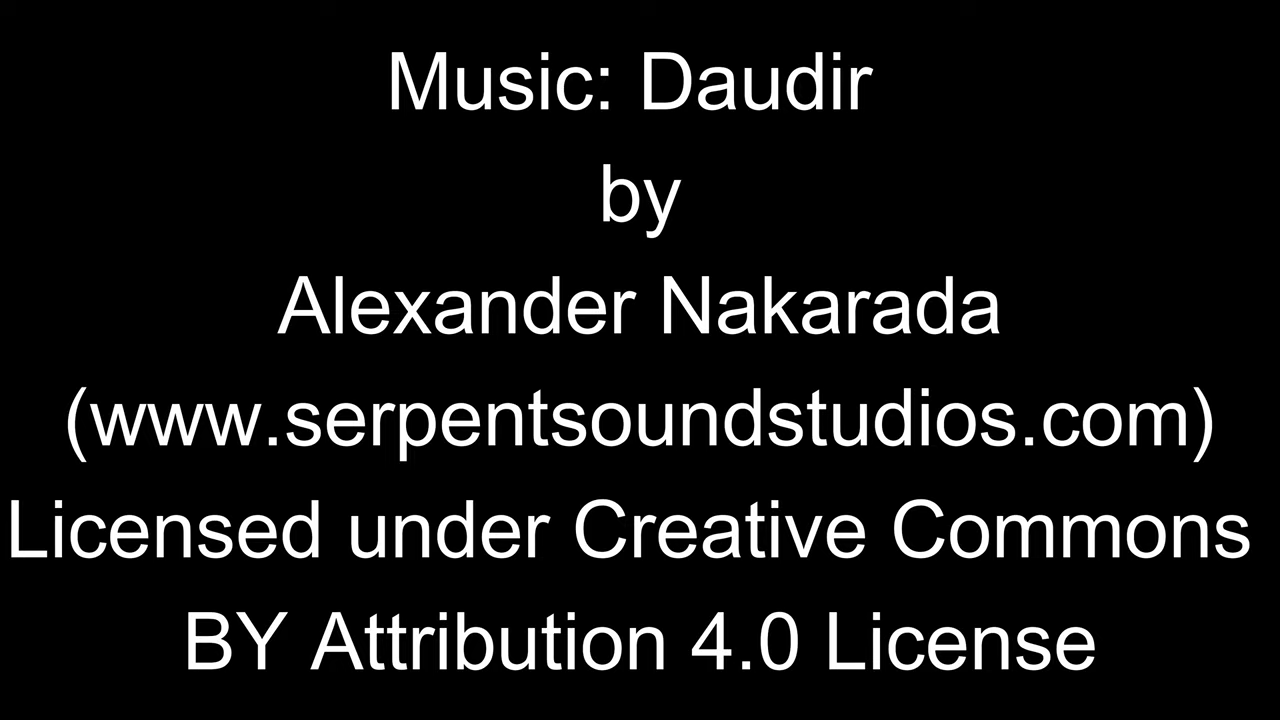 Music: Daudir
by
Alexander Nakarada
(www.serpentsoundstudios.com)
Licensed under Creative Commons
BY Attribution 4.0 License